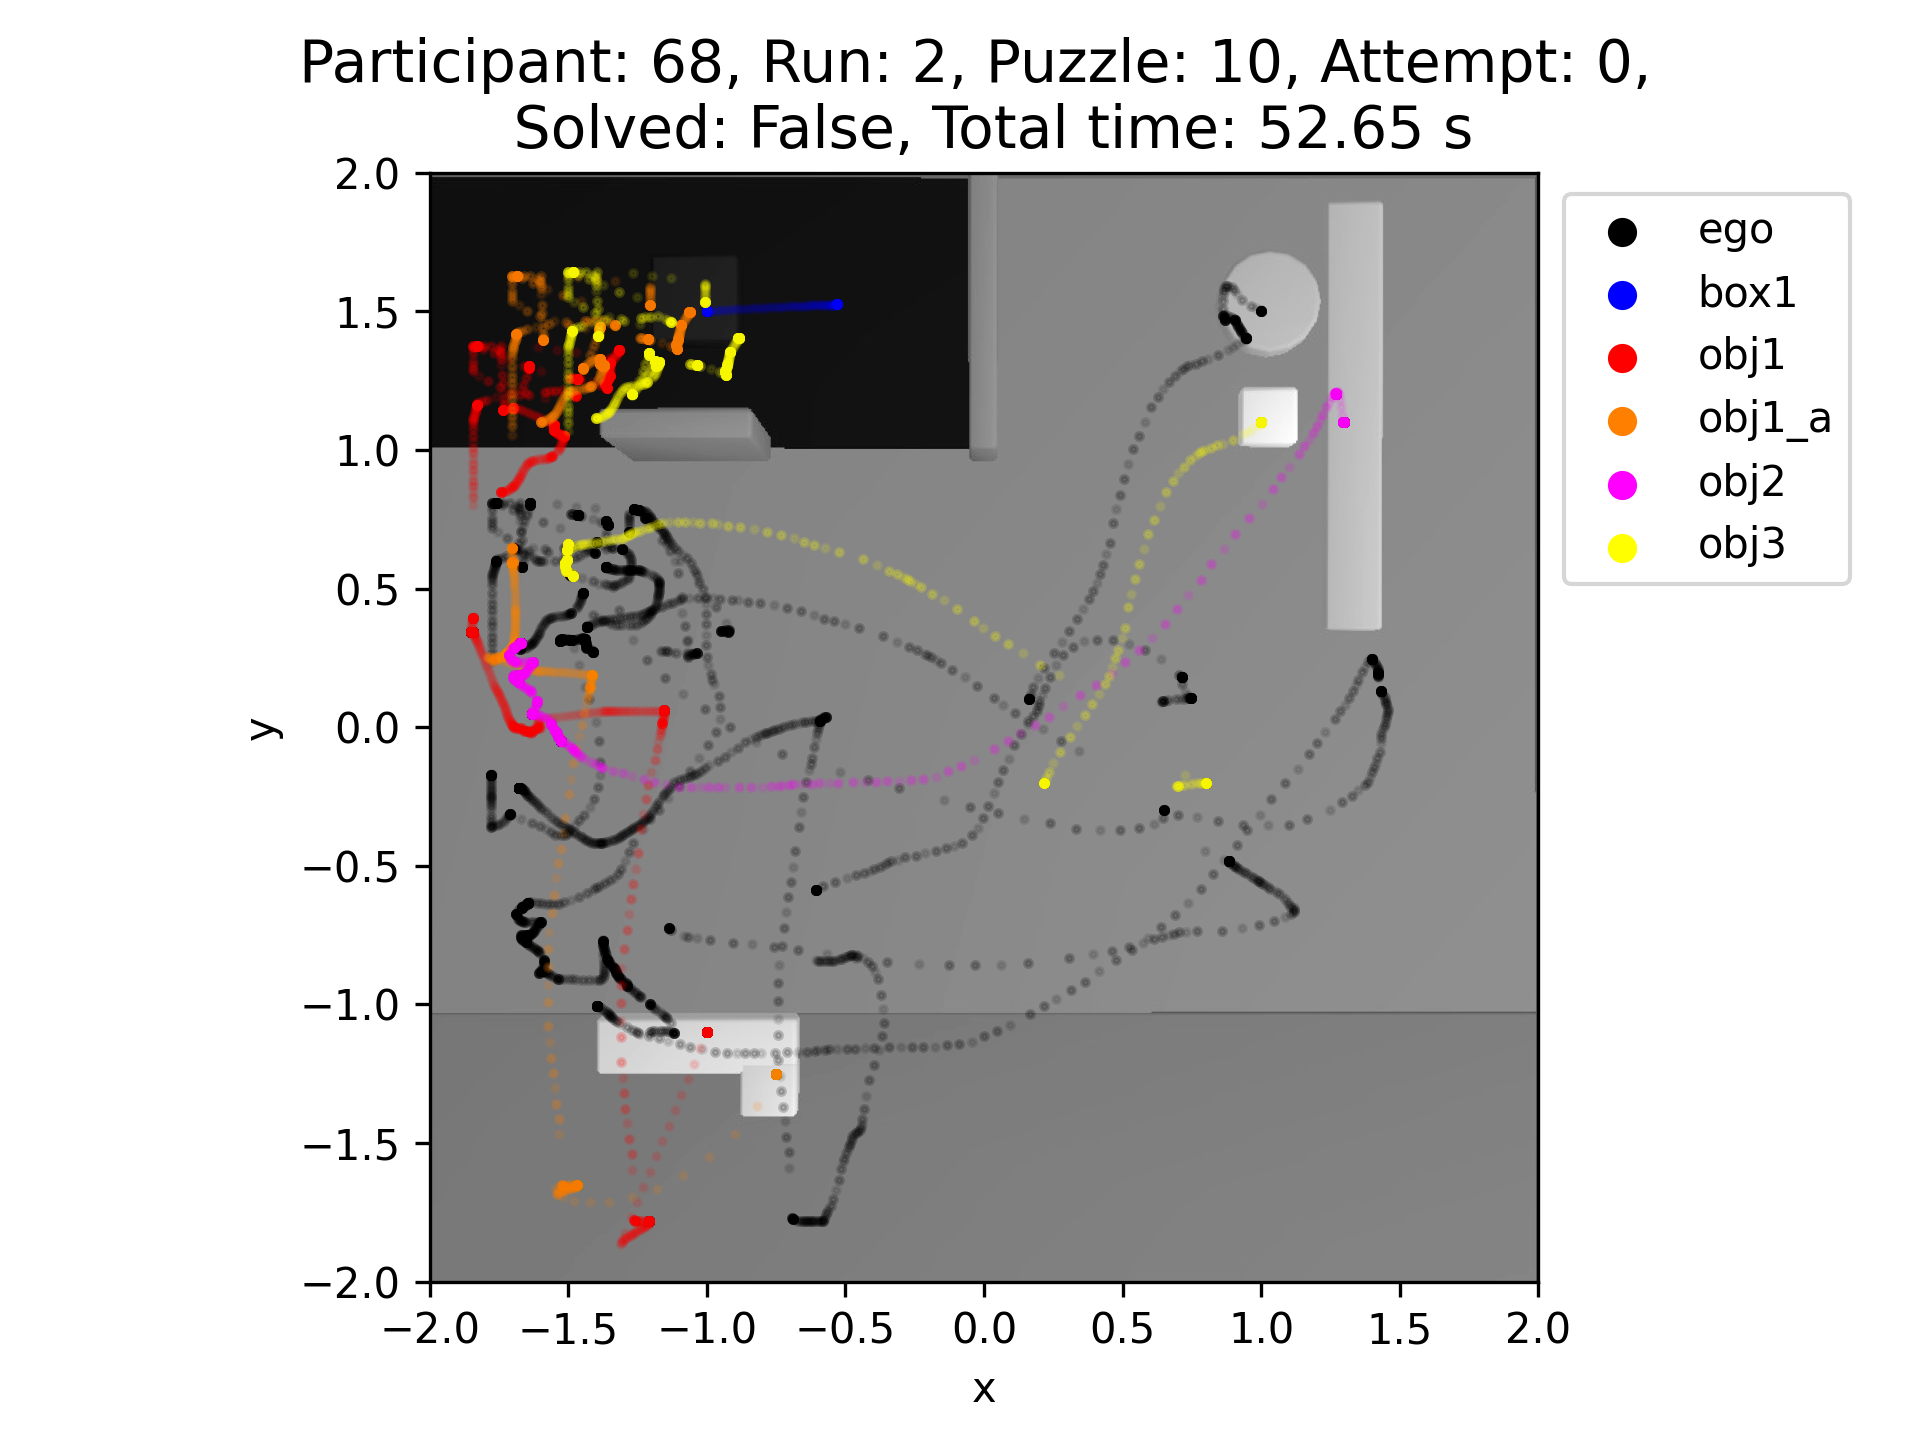 Participant: 68, Run: 2, Puzzle: 10, Attempt: 0,
Solved: False, Total time: 52.65 s
2.0
1.5
1.0
0.5
0.0
−0.5
−1.0
−1.5
−2.0
y
−2.0 −1.5 −1.0 −0.5 0.0 0.5 1.0 1.5 2.0
x
ego
box1
obj1
obj1_a
obj2
obj3